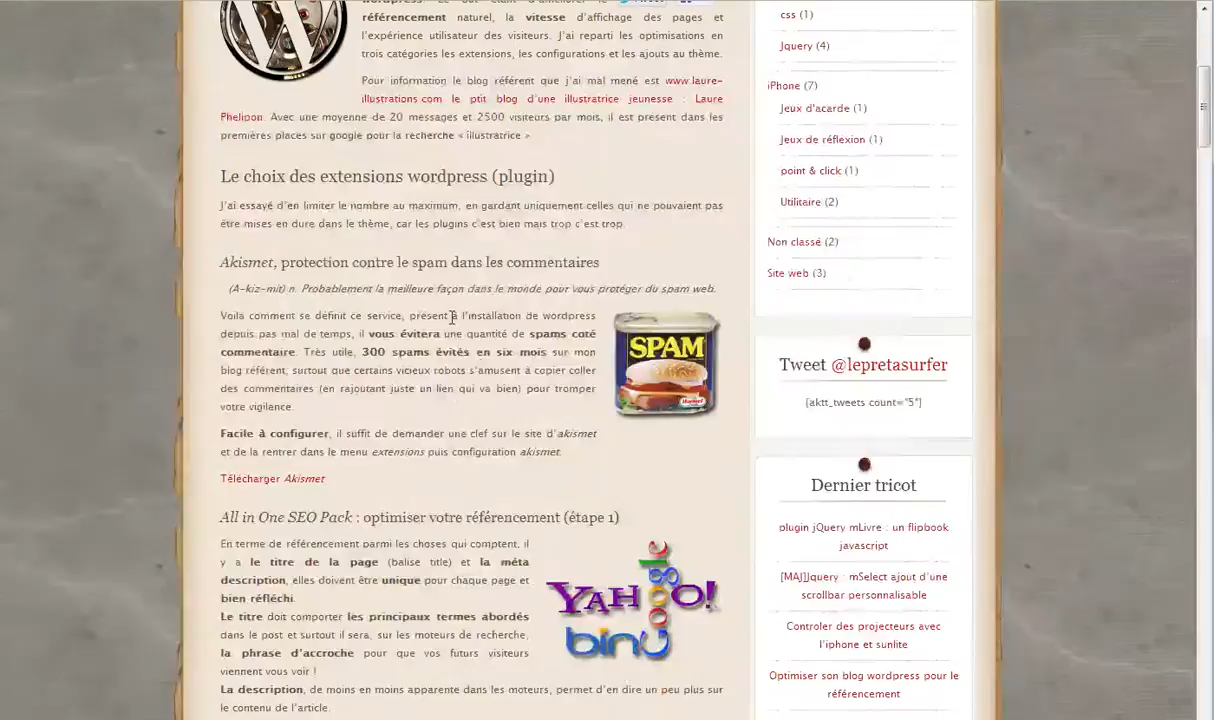 wordpress. Le but étant d'améliorer le
référencement naturel, la vitesse d'affichage des pages et
l'expérience utilisateur des visiteurs. J'ai reparti les optimisations en
trois catégories les extensions, les configurations et les ajouts au thème.
Pour information le blog référent que j'ai mal mené est www.laure-
illustrations.com le ptit blog d'une illustratrice jeunesse : Laure
Phelipon. Avec une moyenne de 20 messages et 2500 visiteurs par mois, il est présent dans les
premières places sur google pour la recherche « illustratrice »
Le choix des extensions wordpress (plugin)
J'ai essayé d'en limiter le nombre au maximum, en gardant uniquement celles qui ne pouvaient pas
être mises en dure dans le thème, car les plugins c'est bien mais trop c'est trop.
Akismet, protection contre le spam dans les commentaires
(A-kiz-mit) n. Probablement la meilleure façon dans le monde pour vous protéger du spam web.
Voila comment se définit ce service, présent à l'installation de wordpress
depuis pas mal de temps, il vous évitera une quantité de spams coté
commentaire. Très utile, 300 spams évités en six mois sur mon
blog référent, surtout que certains vicieux robots s'amusent à copier coller
des commentaires (en rajoutant juste un lien qui va bien) pour tromper
votre vigilance.
SPAM
Facile à configurer, il suffit de demander une clef sur le site d'akismet
et de la rentrer dans le menu extensions puis configuration akismet.
Télécharger Akismet
All in One SEO Pack : optimiser votre référencement (étape 1)
En terme de référencement parmi les choses qui comptent, il
y a le titre de la page (balise title) et la méta
description, elles doivent être unique pour chaque page et
bien réfléchi.
Le titre doit comporter les principaux termes abordés
dans le post et surtout il sera, sur les moteurs de recherche,
la phrase d'accroche pour que vos futurs visiteurs
viennent vous voir !
La description, de moins en moins apparente dans les moteurs, permet d'en dire un peu plus sur
le contenu de l'article.
YAHOO!
google
bing
css (1)
Jquery (4)
iPhone (7)
Jeux d'acarde (1)
Jeux de réflexion (1)
point & click (1)
Utilitaire (2)
Non classé (2)
Site web (3)
Tweet @lepretasurfer
[aktt_tweets count="5"]
Dernier tricot
plugin jQuery mLivre : un flipbook
javascript
[MAJ]Jquery : mSelect ajout d'une
scrollbar personnalisable
Controler des projecteurs avec
l'iphone et sunlite
Optimiser son blog wordpress pour le
référencement